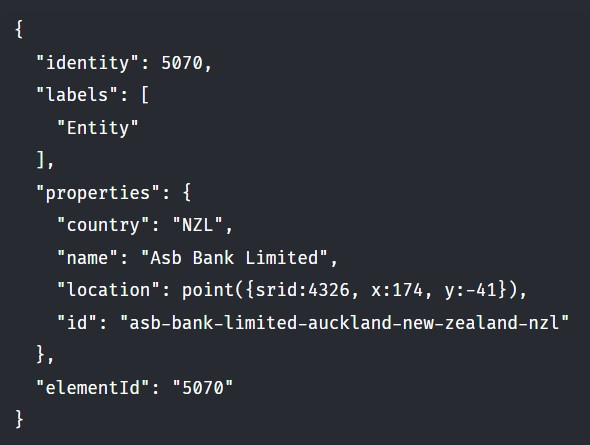 {
  "identity": 5070,
  "labels": [
    "Entity"
  ],
  "properties": {
    "country": "NZL",
    "name": "Asb Bank Limited",
    "location": point({srid:4326, x:174, y:-41}),
    "id": "asb-bank-limited-auckland-new-zealand-nzl"
  },
  "elementId": "5070"
}